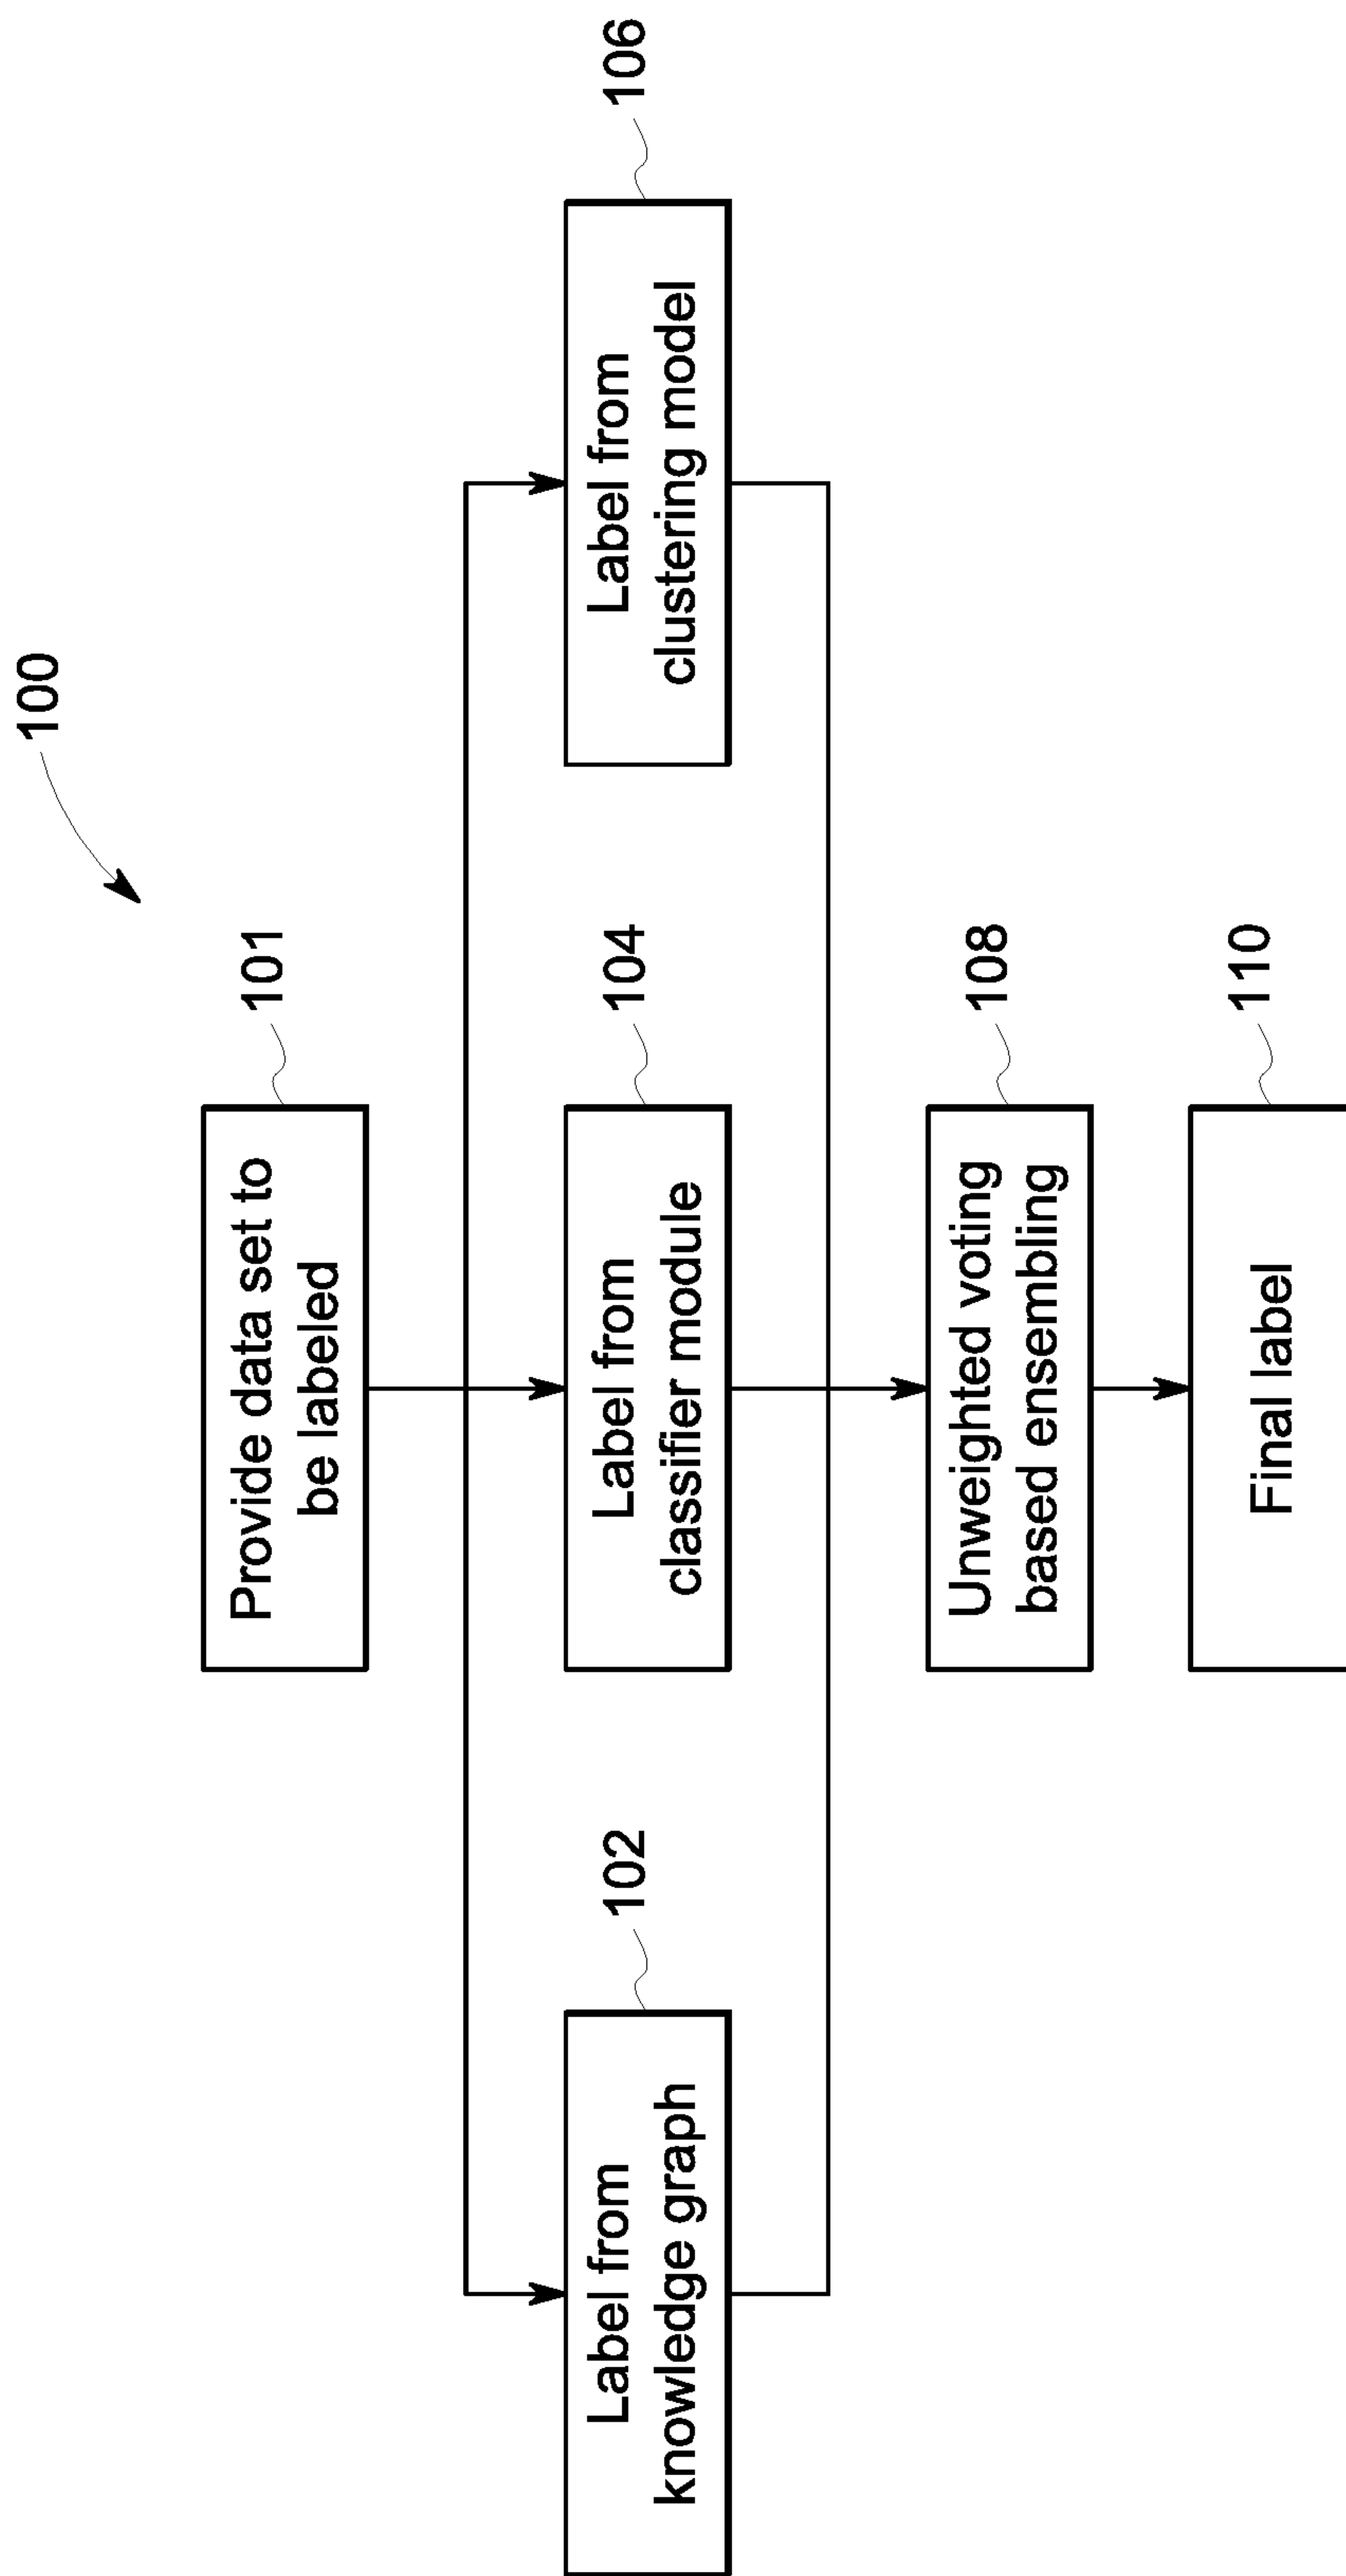 100
101
Provide data set to
be labeled
102
Label from
knowledge graph
104
Label from
classifier module
106
Label from
clustering model
108
Unweighted voting
based ensembling
110
Final label